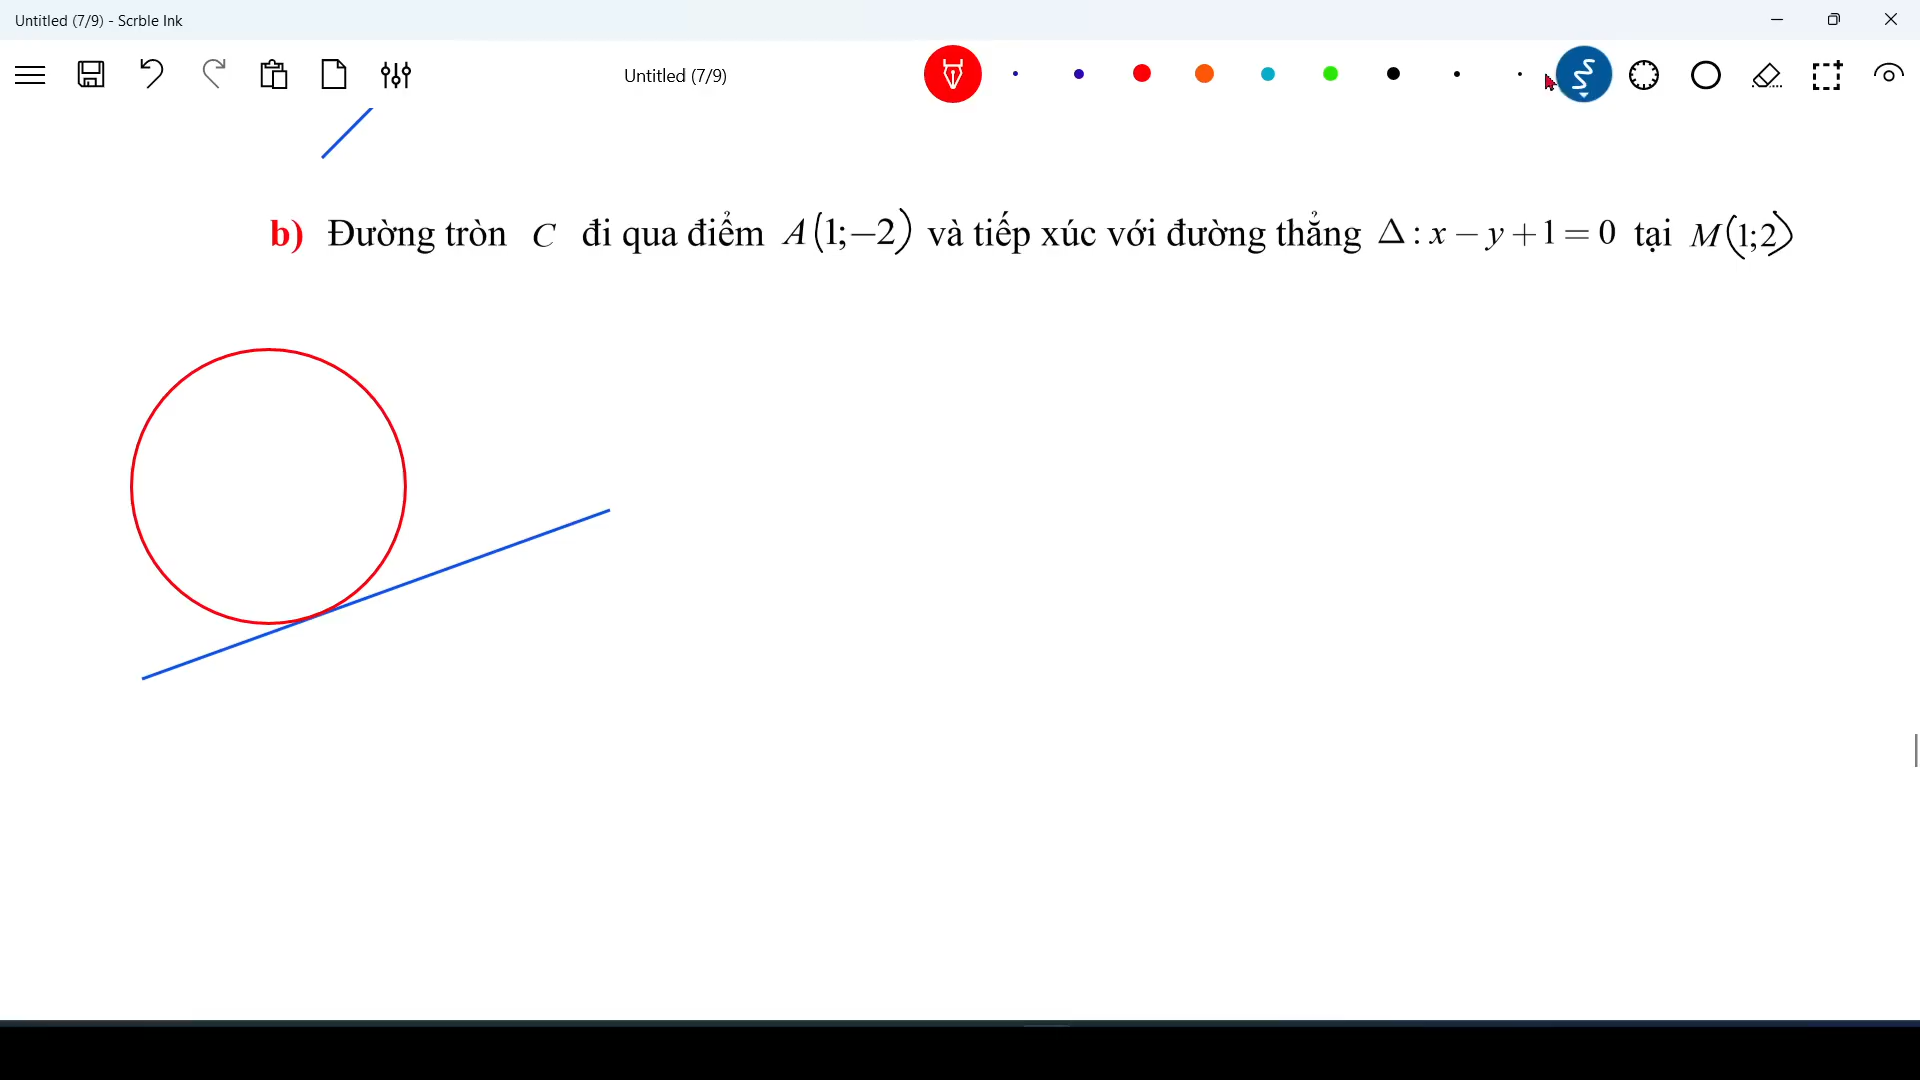 Untitled (7/9) - Scrble Ink
Untitled (7/9)
b) Đường tròn C đi qua điểm A(1;−2) và tiếp xúc với đường thẳng Δ : x − y + 1 = 0 tại M(1;2)